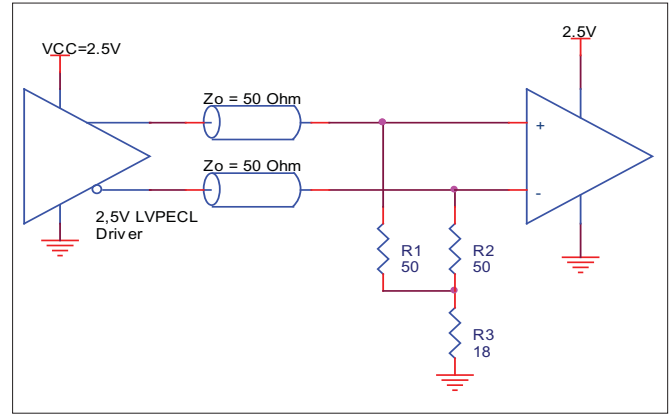 VCC=2.5V
2.5V
Zo = 50 Ohm
+
Zo = 50 Ohm
-
2,5V LVPECL
Driver
R1
50
R2
50
R3
18